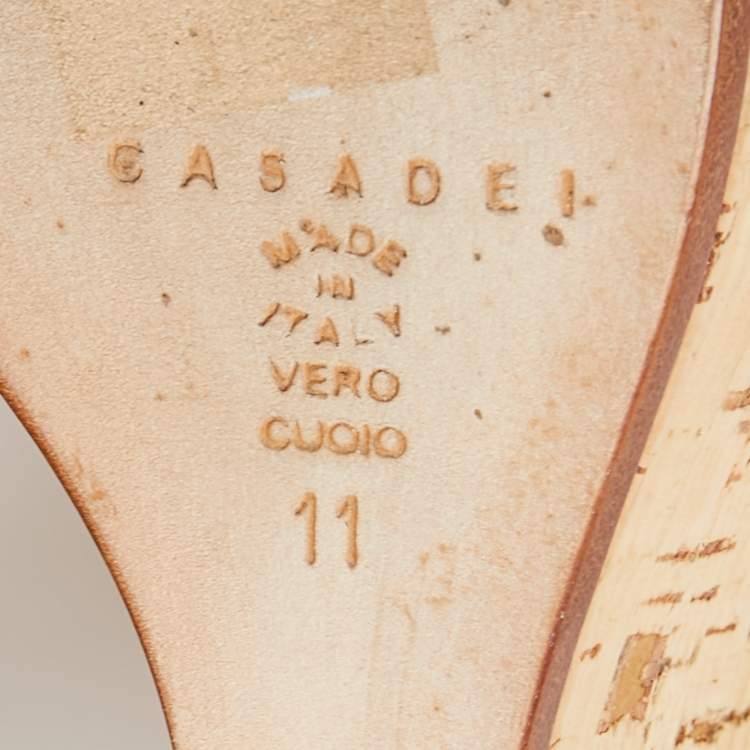 CASADEI
MADE
IN
ITALY
VERO
CUOIO
11